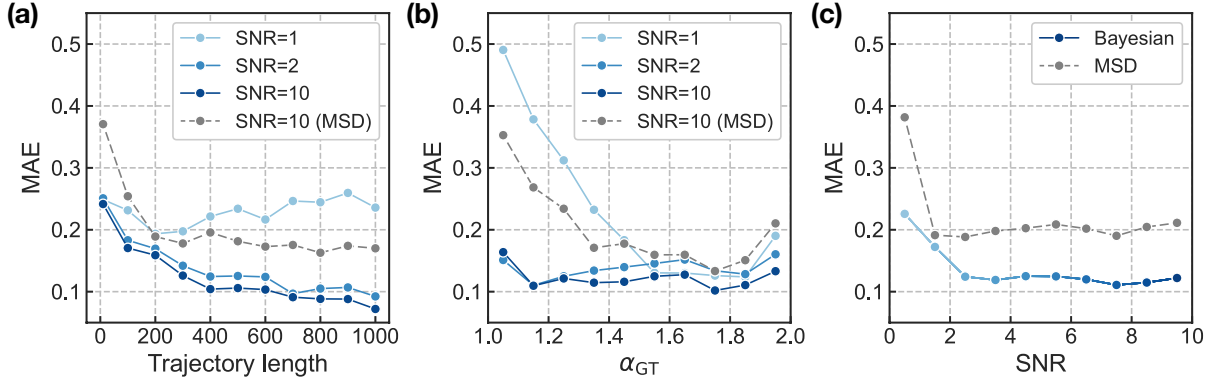 (a)
MAE
0.5
0.4
0.3
0.2
0.1
SNR=1
SNR=2
SNR=10
SNR=10 (MSD)
0 200 400 600 800 1000
Trajectory length
(b)
MAE
0.5
0.4
0.3
0.2
0.1
SNR=1
SNR=2
SNR=10
SNR=10 (MSD)
1.0 1.2 1.4 1.6 1.8 2.0
α_GT
(c)
MAE
0.5
0.4
0.3
0.2
0.1
Bayesian
MSD
0 2 4 6 8 10
SNR